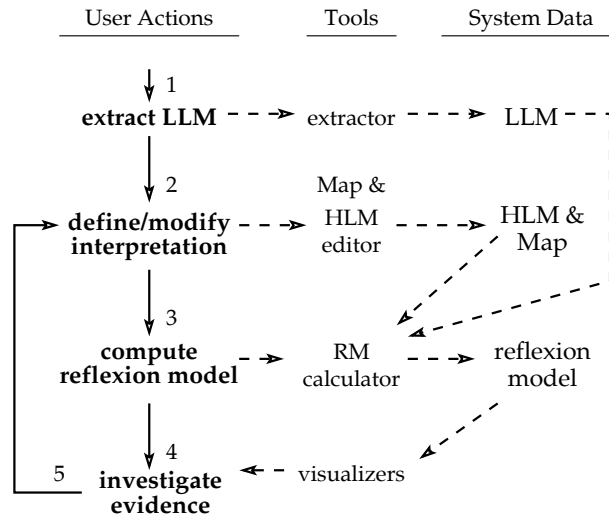 User Actions Tools System Data
1
extract LLM extractor LLM
2
Map &
define/modify HLM HLM &
interpretation editor Map
3
compute RM reflexion
reflexion model calculator model
4
5 investigate visualizers
evidence